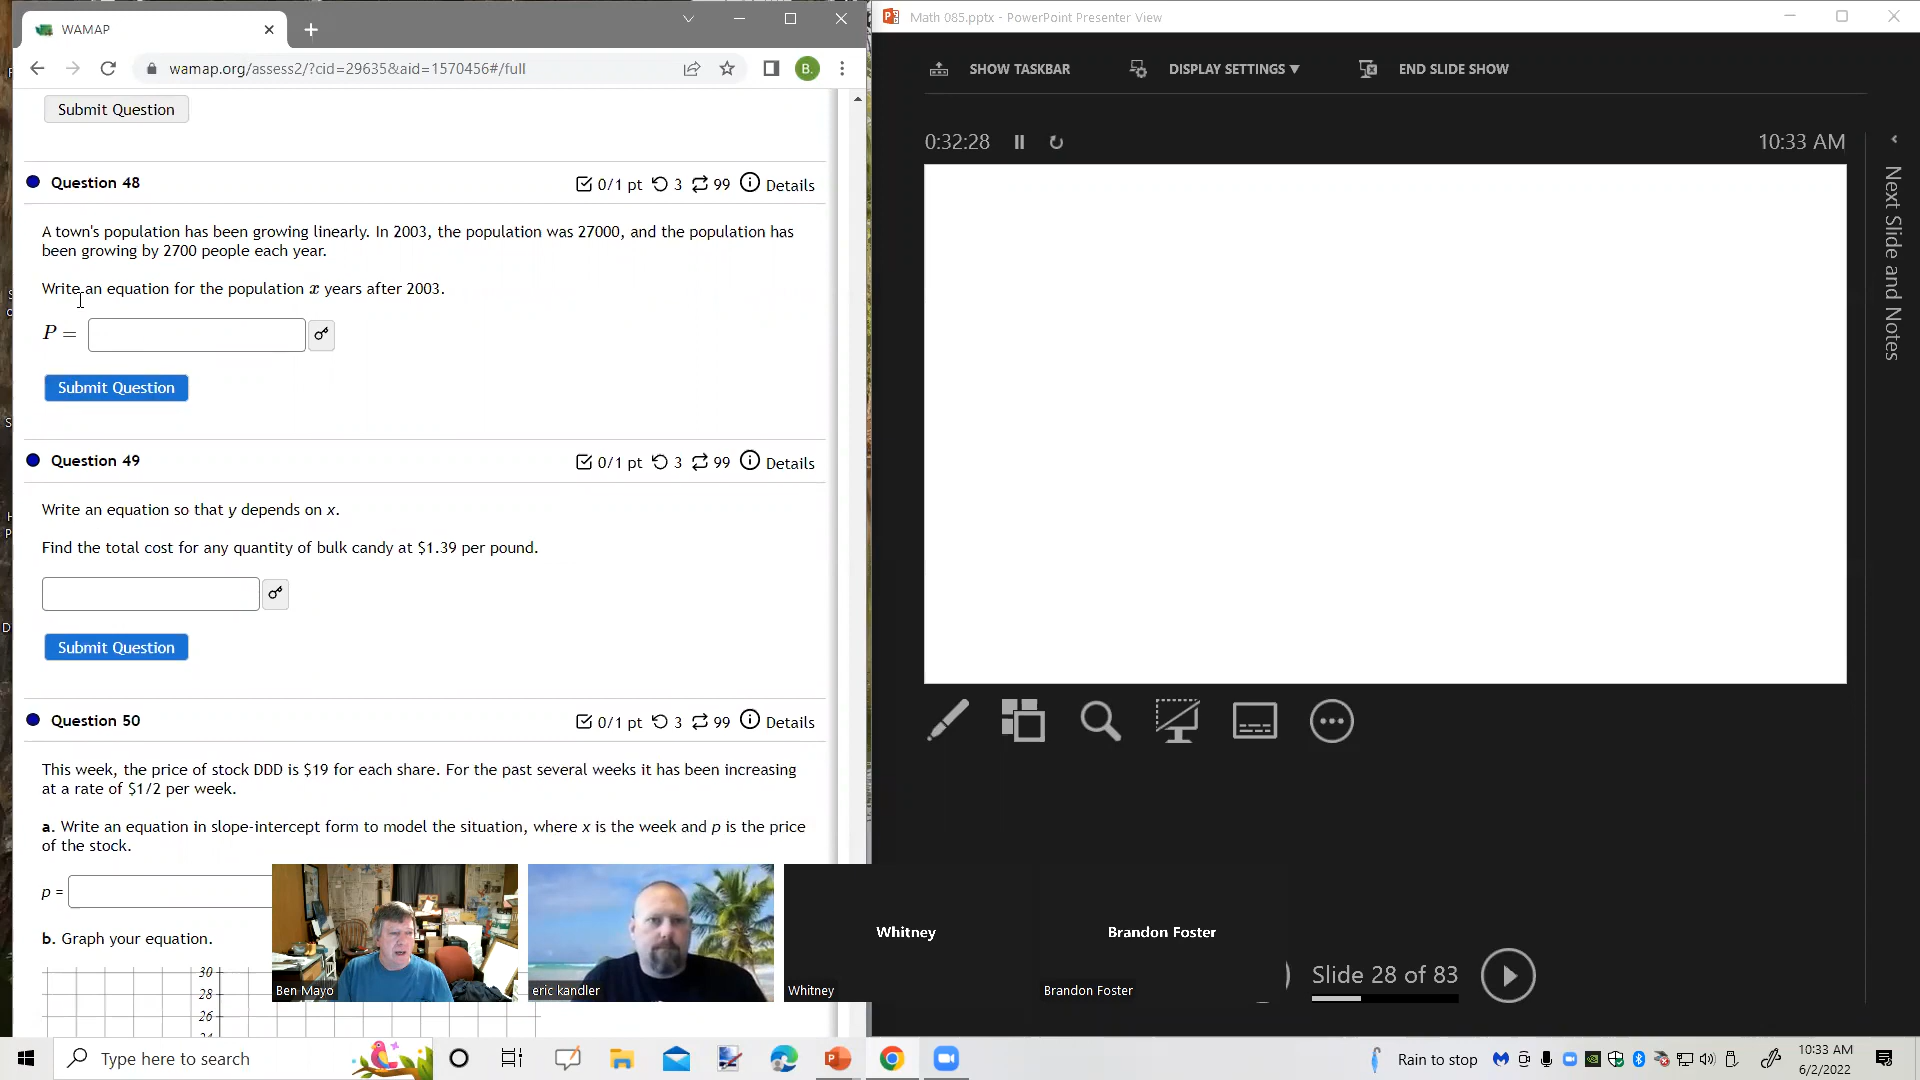 WAMAP
Math 085.pptx - PowerPoint Presenter View
wamap.org/assess2/?cid=29635&aid=1570456#/full
B.
SHOW TASKBAR
DISPLAY SETTINGS ▼
END SLIDE SHOW
Submit Question
0:32:28
10:33 AM
Next Slide and Notes
Question 48
0/1 pt 3 99 Details
A town's population has been growing linearly. In 2003, the population was 27000, and the population has
been growing by 2700 people each year.
Write an equation for the population x years after 2003.
P =
Submit Question
Question 49
0/1 pt 3 99 Details
Write an equation so that y depends on x.
Find the total cost for any quantity of bulk candy at $1.39 per pound.
Submit Question
Question 50
0/1 pt 3 99 Details
This week, the price of stock DDD is $19 for each share. For the past several weeks it has been increasing
at a rate of $1/2 per week.
a. Write an equation in slope-intercept form to model the situation, where x is the week and p is the price
of the stock.
p =
b. Graph your equation.
30
28
26
Ben Mayo
eric kandler
Whitney
Whitney
Brandon Foster
Brandon Foster
Slide 28 of 83
Type here to search
Rain to stop
10:33 AM
6/2/2022